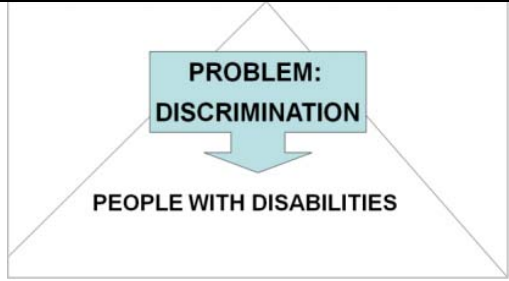 PROBLEM:
DISCRIMINATION
PEOPLE WITH DISABILITIES